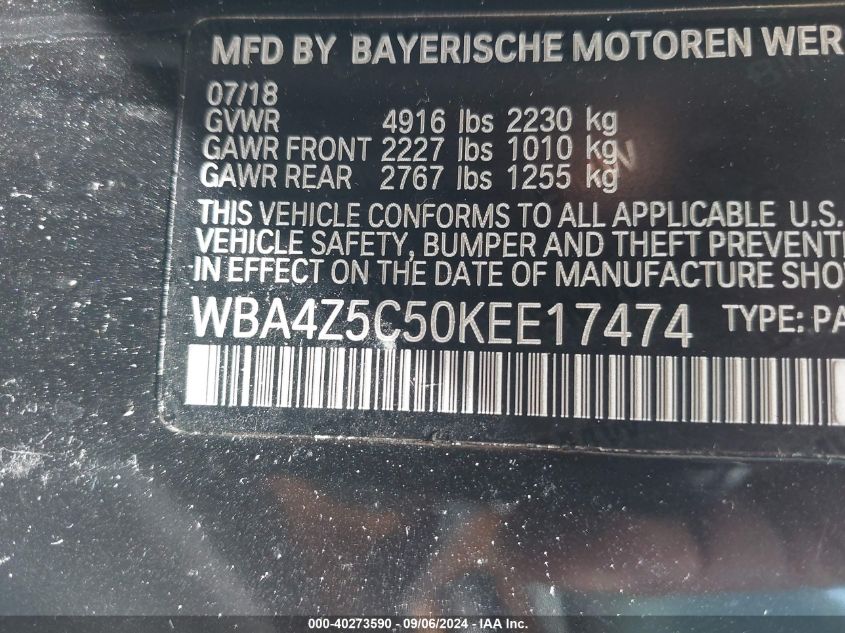 MFD BY BAYERISCHE MOTOREN WER
07/18
GVWR 4916 lbs 2230 kg
GAWR FRONT 2227 lbs 1010 kg
GAWR REAR 2767 lbs 1255 kg
THIS VEHICLE CONFORMS TO ALL APPLICABLE U.S.
VEHICLE SAFETY, BUMPER AND THEFT PREVENTI
IN EFFECT ON THE DATE OF MANUFACTURE SHO
WBA4Z5C50KEE17474 TYPE: PA
000-40273590 - 09/06/2024 - IAA Inc.